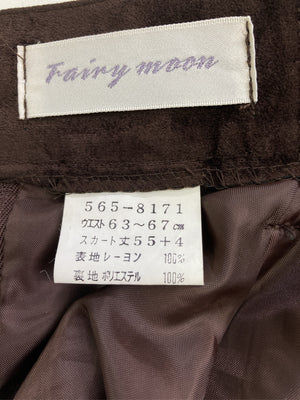 Fairy moon
565-8171
ウエスト63〜67cm
スカート丈55+4
表地レーヨン 100%
裏地ポリエステル 100%